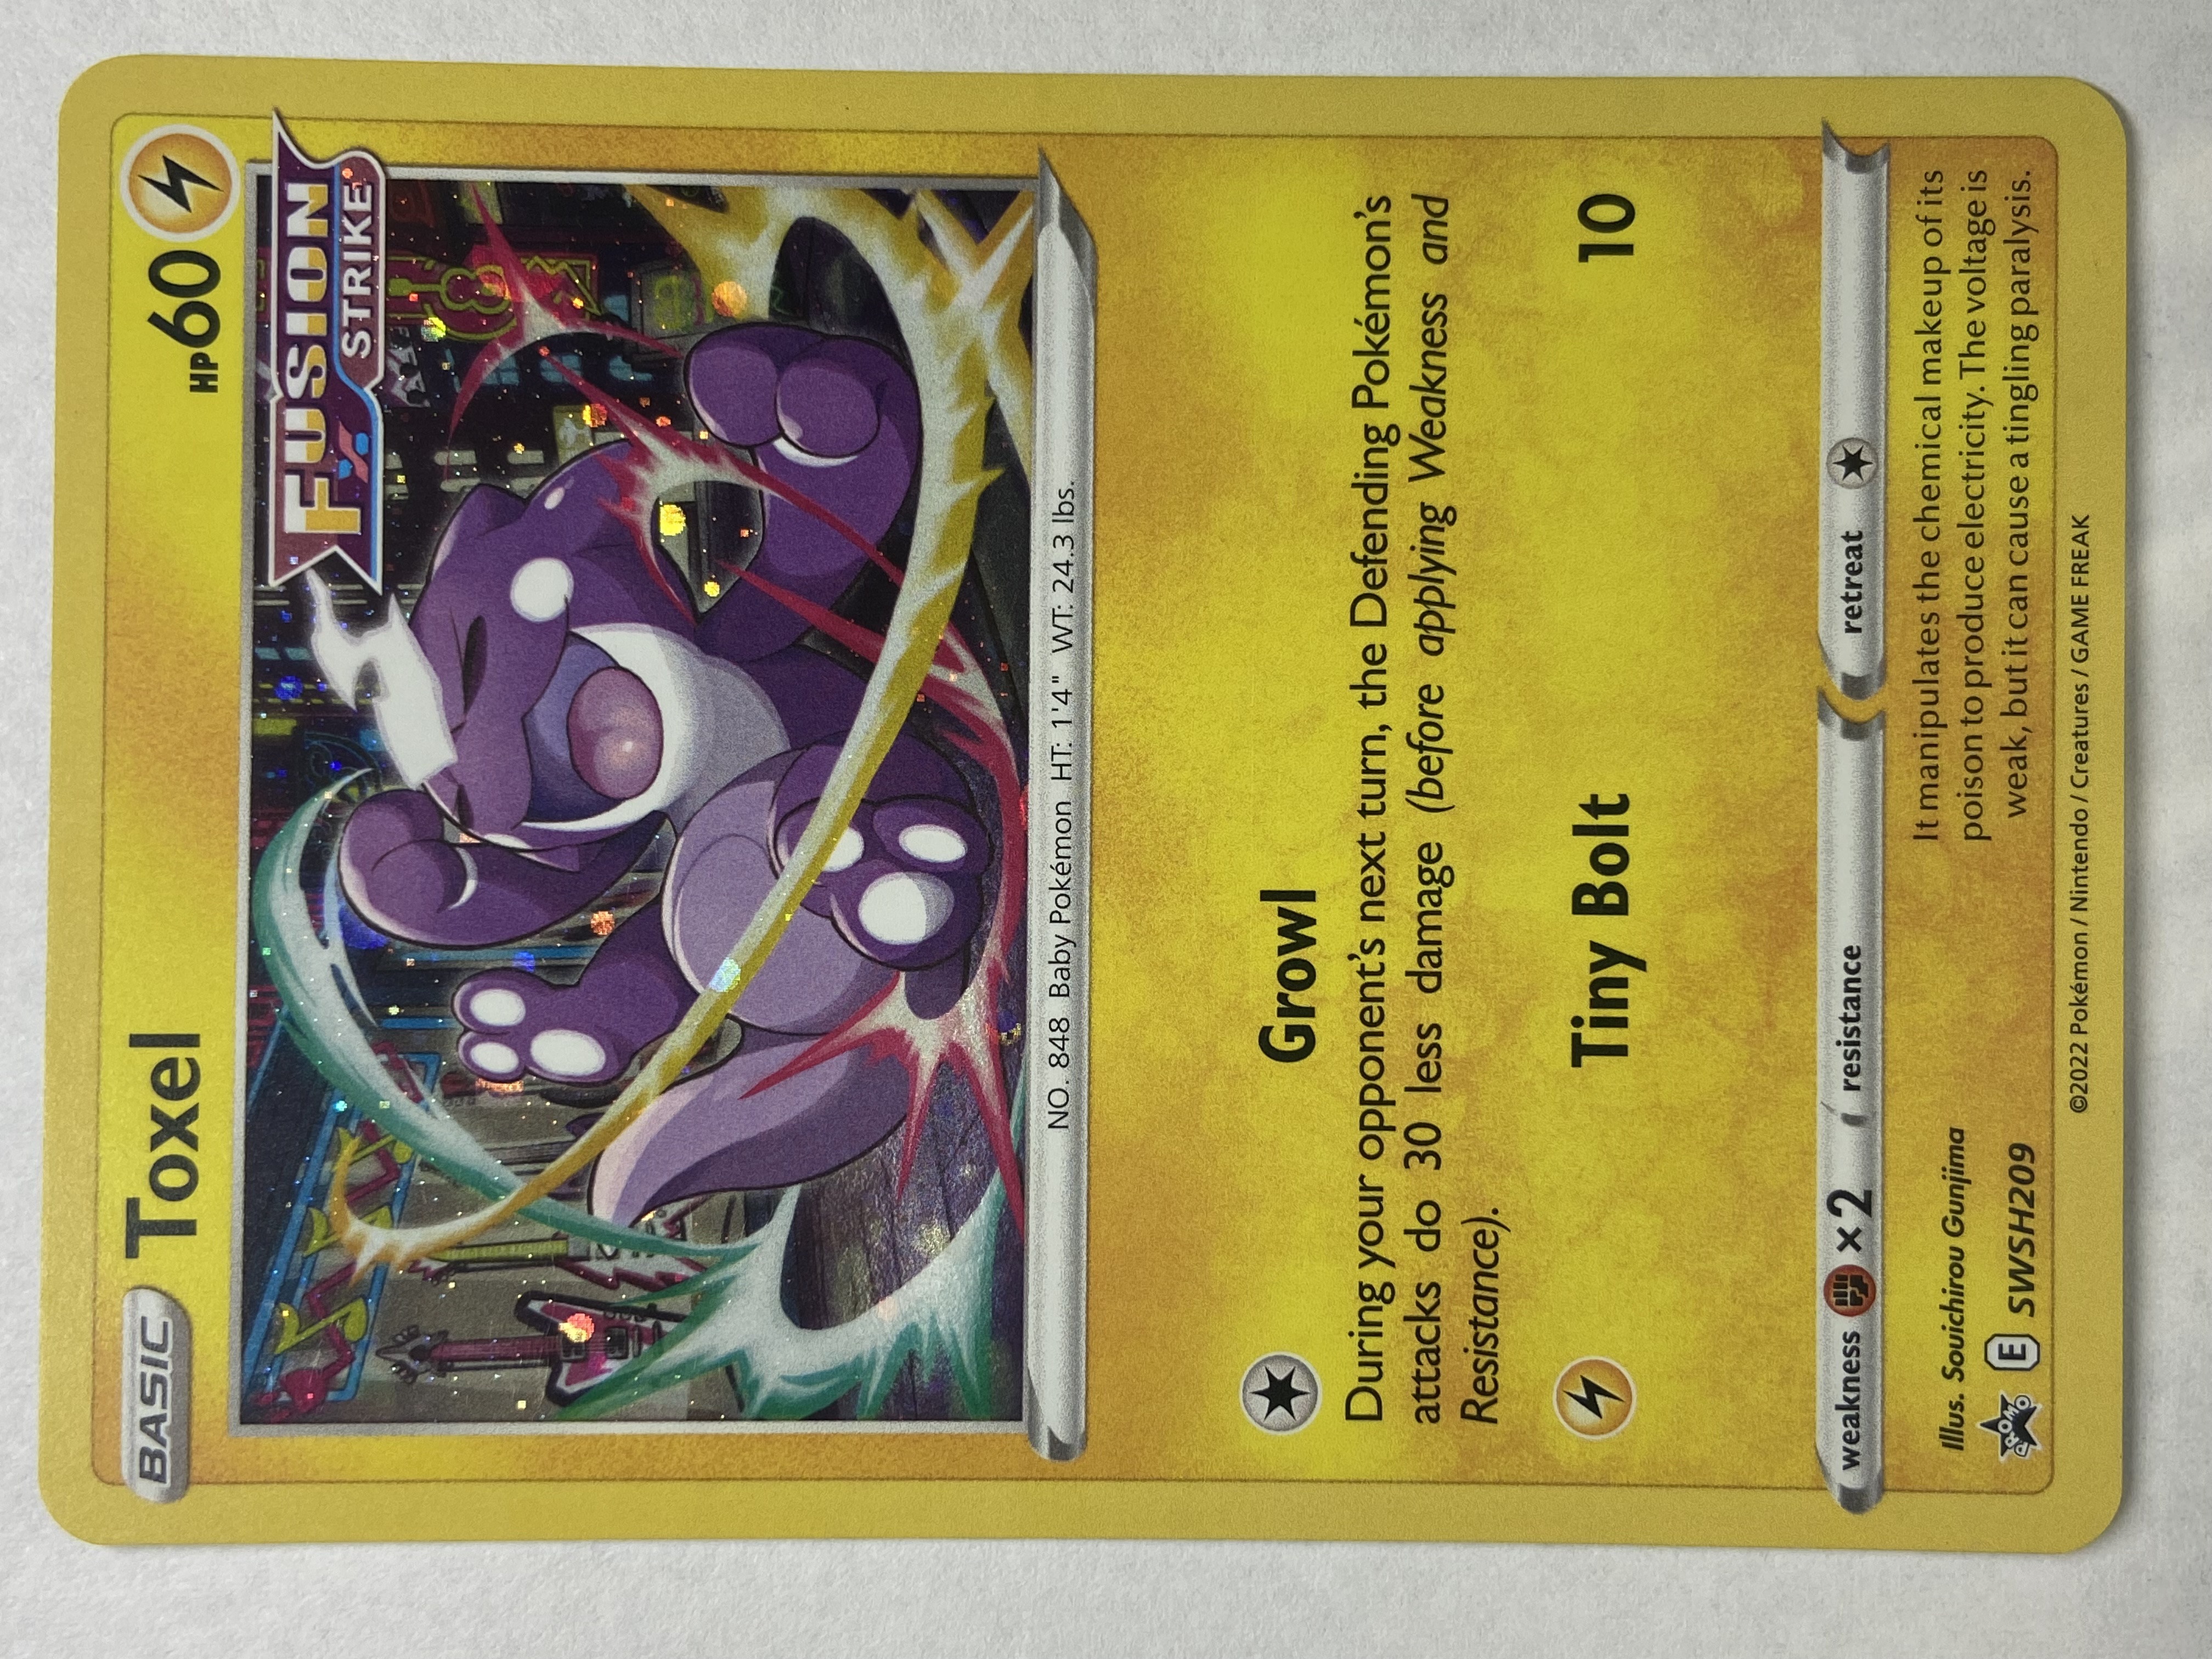 BASIC Toxel HP60
FUSION
STRIKE
NO. 848 Baby Pokémon HT: 1'4" WT: 24.3 lbs.
Growl
During your opponent's next turn, the Defending Pokémon's
attacks do 30 less damage (before applying Weakness and
Resistance).
Tiny Bolt 10
weakness ×2 resistance retreat
Illus. Souichirou Gunjima
PROMO E SWSH209
It manipulates the chemical makeup of its
poison to produce electricity. The voltage is
weak, but it can cause a tingling paralysis.
©2022 Pokémon / Nintendo / Creatures / GAME FREAK